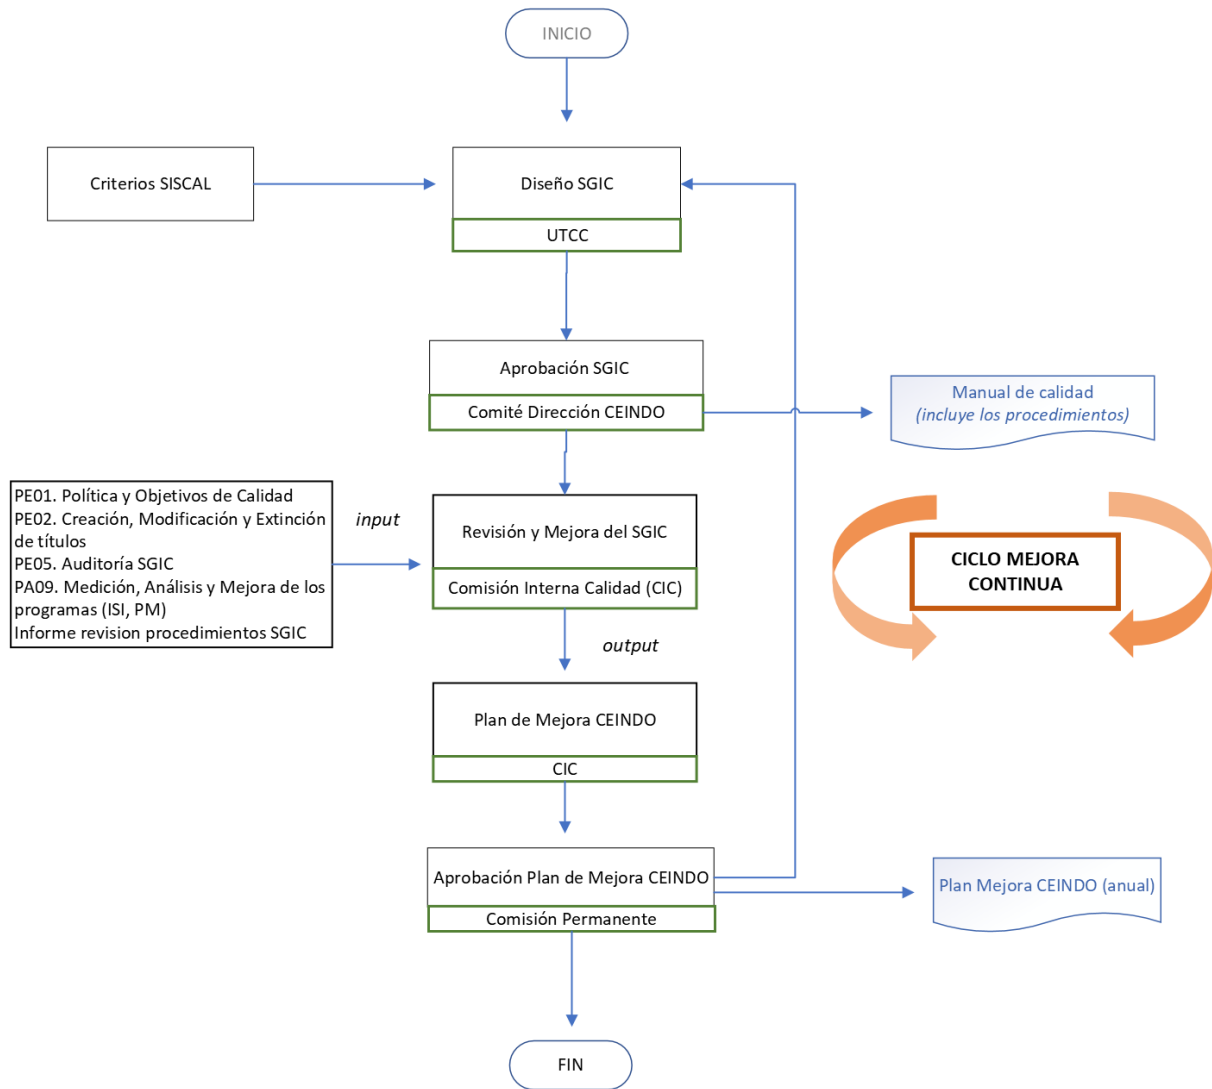 INICIO
Criterios SISCAL
Diseño SGIC
UTCC
Aprobación SGIC
Comité Dirección CEINDO
Manual de calidad
(incluye los procedimientos)
PE01. Política y Objetivos de Calidad
PE02. Creación, Modificación y Extinción
de títulos
PE05. Auditoría SGIC
PA09. Medición, Análisis y Mejora de los
programas (ISI, PM)
Informe revision procedimientos SGIC
input
Revisión y Mejora del SGIC
Comisión Interna Calidad (CIC)
CICLO MEJORA
CONTINUA
output
Plan de Mejora CEINDO
CIC
Aprobación Plan de Mejora CEINDO
Comisión Permanente
Plan Mejora CEINDO (anual)
FIN